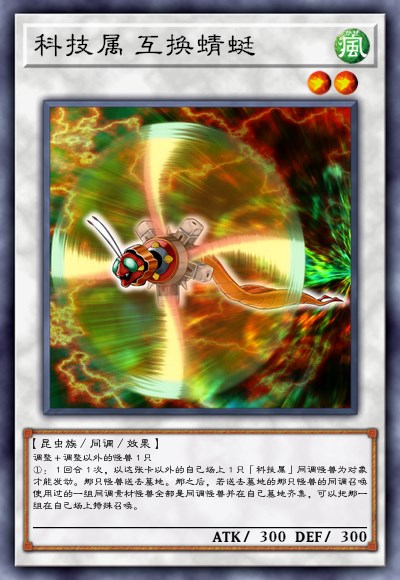 科技属 互换蜻蜓
風
【昆虫族／同调／效果】
调整＋调整以外的怪兽１只
①：１回合１次，以这张卡以外的自己场上１只「科技属」同调怪兽为对象
才能发动。那只怪兽送去墓地。那之后，若送去墓地的那只怪兽的同调召唤
使用过的一组同调素材怪兽全部是同调怪兽并在自己墓地齐集，可以把那一
组在自己场上特殊召唤。
ATK/ 300 DEF/ 300